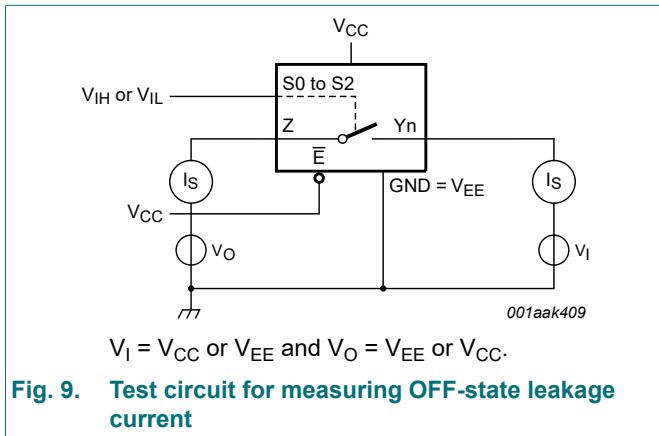 VCC
VIH or VIL
S0 to S2
Z
Yn
E
IS
IS
GND = VEE
VCC
VO
VI
001aak409
VI = VCC or VEE and VO = VEE or VCC.
Fig. 9. Test circuit for measuring OFF-state leakage
current